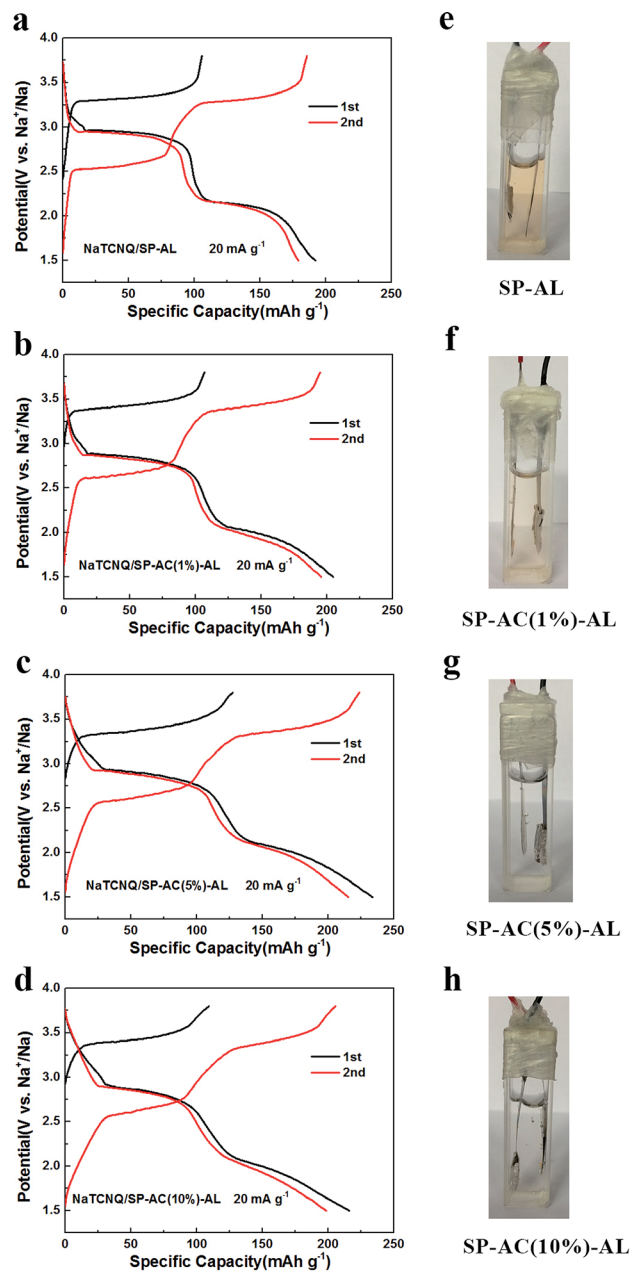 a
4.0
3.5
3.0
2.5
2.0
1.5
Potential(V vs. Na⁺/Na)
1st
2nd
NaTCNQ/SP-AL 20 mA g⁻¹
0 50 100 150 200 250
Specific Capacity(mAh g⁻¹)
e
SP-AL
b
4.0
3.5
3.0
2.5
2.0
1.5
Potential(V vs. Na⁺/Na)
1st
2nd
NaTCNQ/SP-AC(1%)-AL 20 mA g⁻¹
0 50 100 150 200 250
Specific Capacity(mAh g⁻¹)
f
SP-AC(1%)-AL
c
4.0
3.5
3.0
2.5
2.0
1.5
Potential(V vs. Na⁺/Na)
1st
2nd
NaTCNQ/SP-AC(5%)-AL 20 mA g⁻¹
0 50 100 150 200 250
Specific Capacity(mAh g⁻¹)
g
SP-AC(5%)-AL
d
4.0
3.5
3.0
2.5
2.0
1.5
Potential(V vs. Na⁺/Na)
1st
2nd
NaTCNQ/SP-AC(10%)-AL 20 mA g⁻¹
0 50 100 150 200 250
Specific Capacity(mAh g⁻¹)
h
SP-AC(10%)-AL